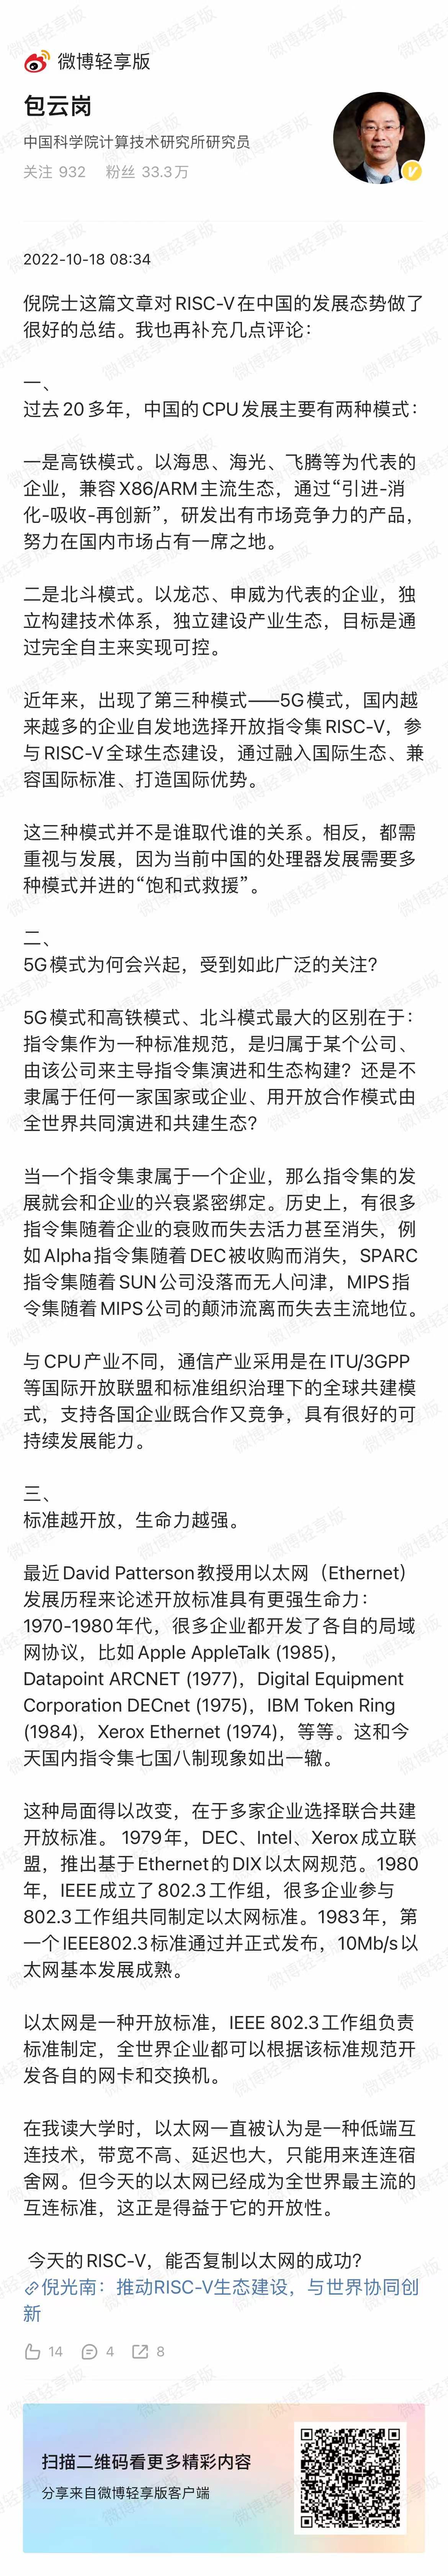 微博轻享版
包云岗
中国科学院计算技术研究所研究员
关注 932 粉丝 33.3万
2022-10-18 08:34
倪院士这篇文章对RISC-V在中国的发展态势做了
很好的总结。我也再补充几点评论：
一、
过去20多年，中国的CPU发展主要有两种模式：
一是高铁模式。以海思、海光、飞腾等为代表的
企业，兼容X86/ARM主流生态，通过“引进-消
化-吸收-再创新”，研发出有市场竞争力的产品，
努力在国内市场占有一席之地。
二是北斗模式。以龙芯、申威为代表的企业，独
立构建技术体系，独立建设产业生态，目标是通
过完全自主来实现可控。
近年来，出现了第三种模式——5G模式，国内越
来越多的企业自发地选择开放指令集RISC-V，参
与RISC-V全球生态建设，通过融入国际生态、兼
容国际标准、打造国际优势。
这三种模式并不是谁取代谁的关系。相反，都需
重视与发展，因为当前中国的处理器发展需要多
种模式并进的“饱和式救援”。
二、
5G模式为何会兴起，受到如此广泛的关注？
5G模式和高铁模式、北斗模式最大的区别在于：
指令集作为一种标准规范，是归属于某个公司、
由该公司来主导指令集演进和生态构建？还是不
隶属于任何一家国家或企业、用开放合作模式由
全世界共同演进和共建生态？
当一个指令集隶属于一个企业，那么指令集的发
展就会和企业的兴衰紧密绑定。历史上，有很多
指令集随着企业的衰败而失去活力甚至消失，例
如Alpha指令集随着DEC被收购而消失，SPARC
指令集随着SUN公司没落而无人问津，MIPS指
令集随着MIPS公司的颠沛流离而失去主流地位。
与CPU产业不同，通信产业采用是在ITU/3GPP
等国际开放联盟和标准组织治理下的全球共建模
式，支持各国企业既合作又竞争，具有很好的可
持续发展能力。
三、
标准越开放，生命力越强。
最近David Patterson教授用以太网（Ethernet）
发展历程来论述开放标准具有更强生命力：
1970-1980年代，很多企业都开发了各自的局域
网协议，比如Apple AppleTalk (1985)，
Datapoint ARCNET (1977)，Digital Equipment
Corporation DECnet (1975)，IBM Token Ring
(1984)，Xerox Ethernet (1974)，等等。这和今
天国内指令集七国八制现象如出一辙。
这种局面得以改变，在于多家企业选择联合共建
开放标准。 1979年，DEC、Intel、Xerox成立联
盟，推出基于Ethernet的DIX以太网规范。1980
年，IEEE成立了802.3工作组，很多企业参与
802.3工作组共同制定以太网标准。1983年，第
一个IEEE802.3标准通过并正式发布，10Mb/s以
太网基本发展成熟。
以太网是一种开放标准，IEEE 802.3工作组负责
标准制定，全世界企业都可以根据该标准规范开
发各自的网卡和交换机。
在我读大学时，以太网一直被认为是一种低端互
连技术，带宽不高、延迟也大，只能用来连连宿
舍网。但今天的以太网已经成为全世界最主流的
互连标准，这正是得益于它的开放性。
今天的RISC-V，能否复制以太网的成功？
倪光南：推动RISC-V生态建设，与世界协同创
新
14 4 8
扫描二维码看更多精彩内容
分享来自微博轻享版客户端